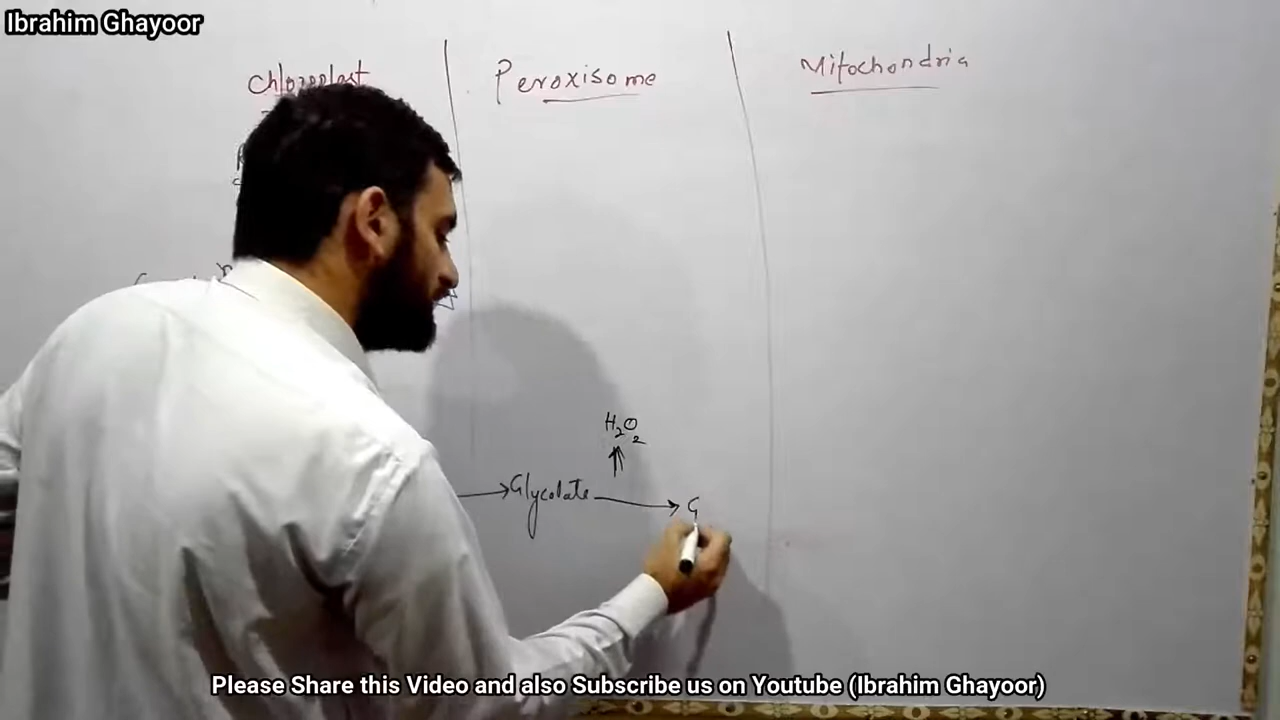 Ibrahim Ghayoor
Chloroplast
Peroxisome
Mitochondria
H2O2
→Glycolate → G
Please Share this Video and also Subscribe us on Youtube (Ibrahim Ghayoor)